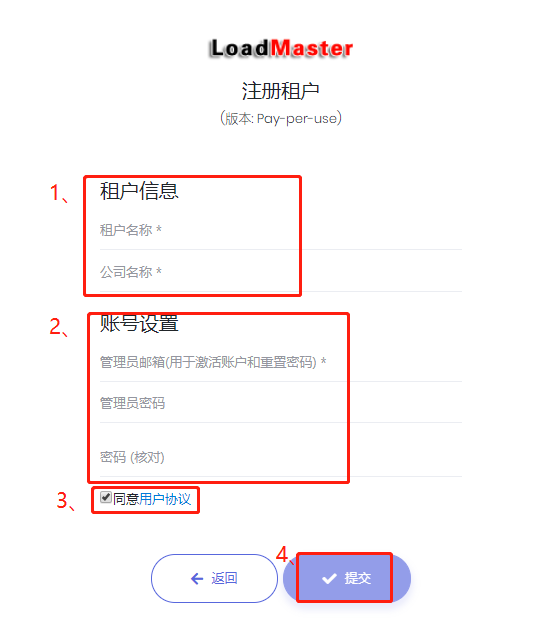 LoadMaster
注册租户
(版本: Pay-per-use)
1、
租户信息
租户名称 *
公司名称 *
2、
账号设置
管理员邮箱(用于激活账户和重置密码) *
管理员密码
密码 (核对)
3、
同意用户协议
4、
返回
提交